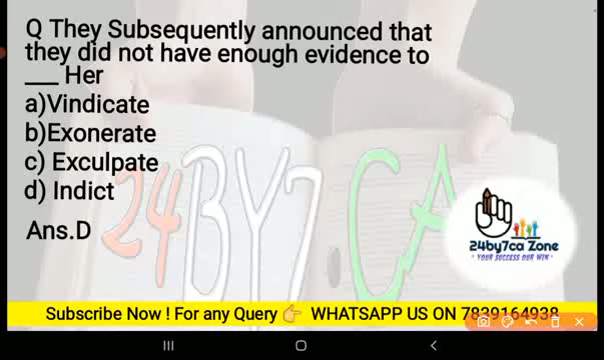 Q They Subsequently announced that
they did not have enough evidence to
___ Her
a)Vindicate
b)Exonerate
c) Exculpate
d) Indict
Ans.D
24BY7.CA
24by7ca Zone
• YOUR SUCCESS OUR WIN •
Subscribe Now ! For any Query 👉 WHATSAPP US ON 7839164938